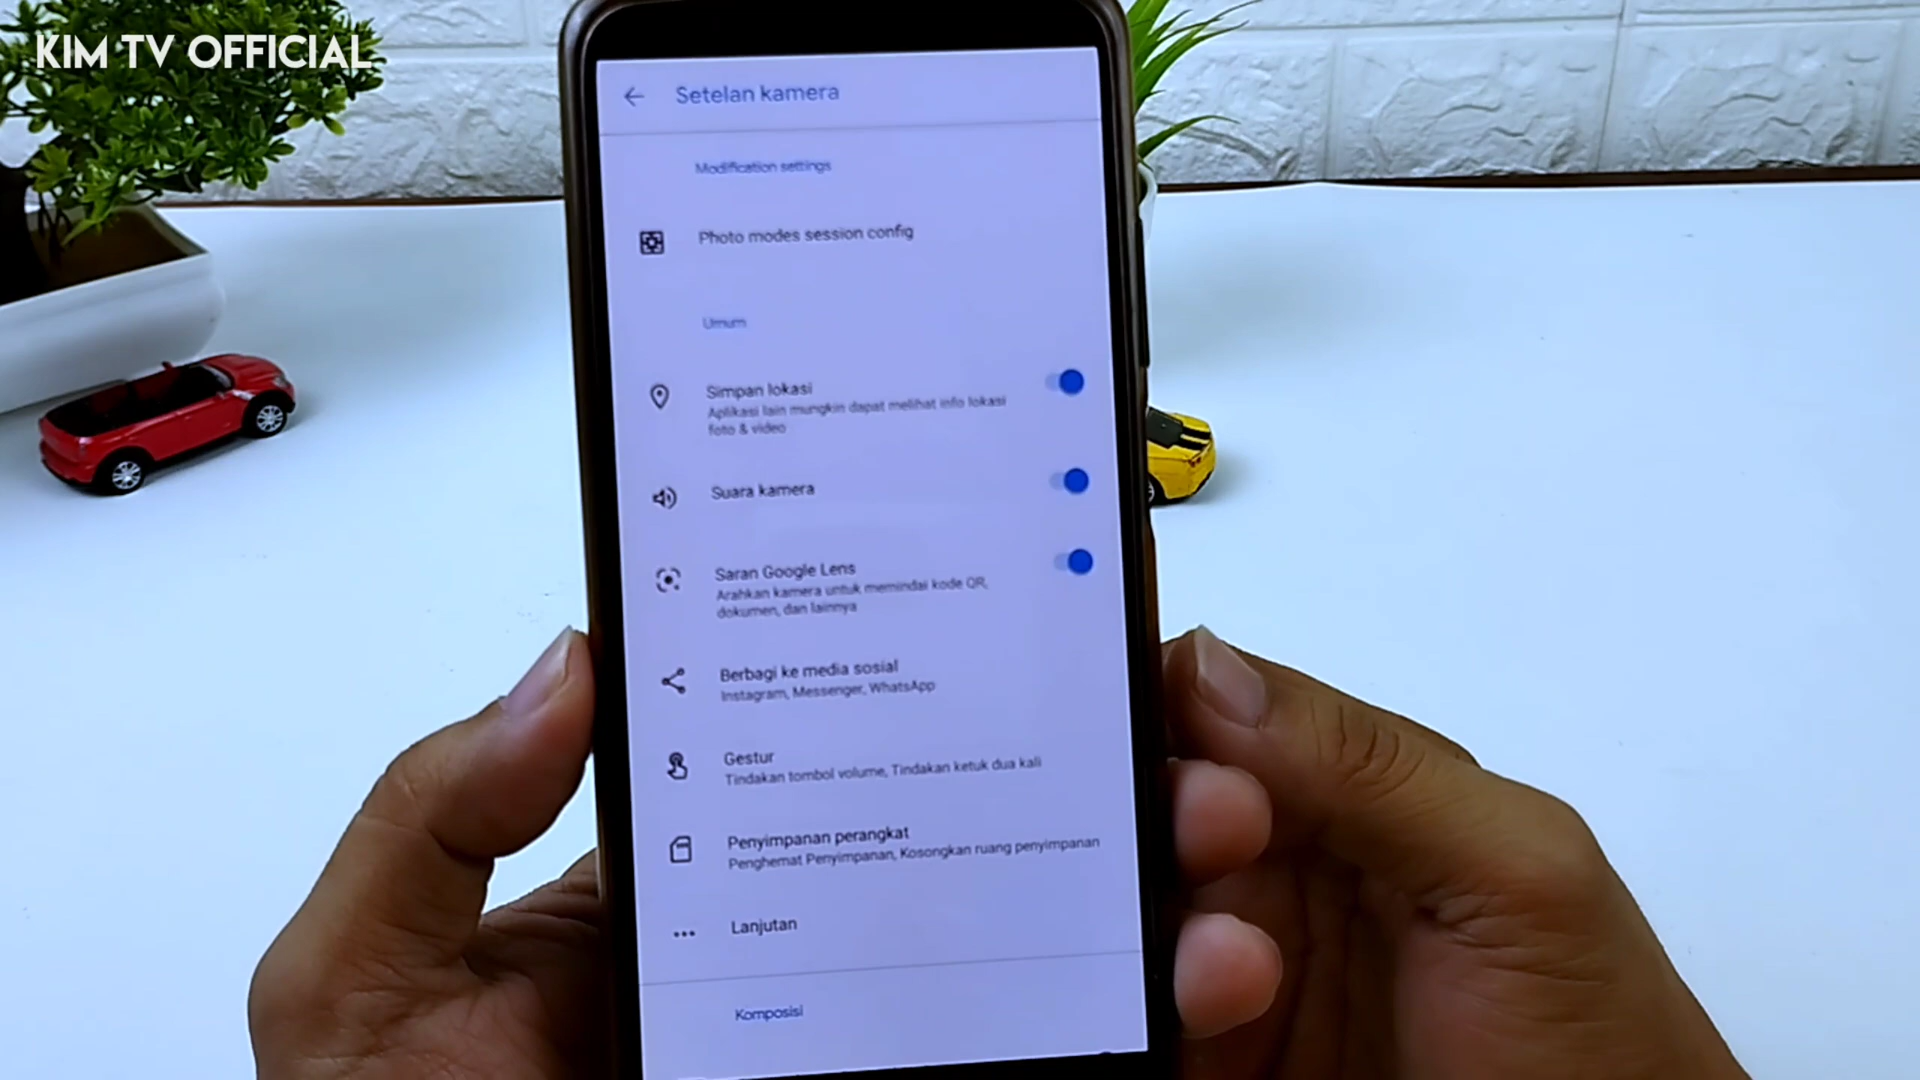 KIM TV OFFICIAL
Setelan kamera
Modification settings
Photo modes session config
Umum
Simpan lokasi
Aplikasi lain mungkin dapat melihat info lokasi
foto & video
Suara kamera
Saran Google Lens
Arahkan kamera untuk memindai kode QR,
dokumen, dan lainnya
Berbagi ke media sosial
Instagram, Messenger, WhatsApp
Gestur
Tindakan tombol volume, Tindakan ketuk dua kali
Penyimpanan perangkat
Penghemat Penyimpanan, Kosongkan ruang penyimpanan
Lanjutan
Komposisi